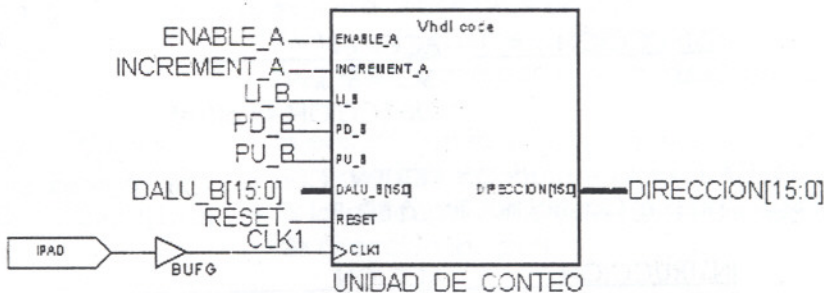 Vhdl code
ENABLE_A ENABLE_A
INCREMENT_A INCREMENT_A
LI_B LI_B
PD_B PD_B
PU_B PU_B
DALU_B[15:0] DALU_B[15:0] DIRECCION[15:0] DIRECCION[15:0]
RESET RESET
IPAD BUFG CLK1 CLK1
UNIDAD DE CONTEO